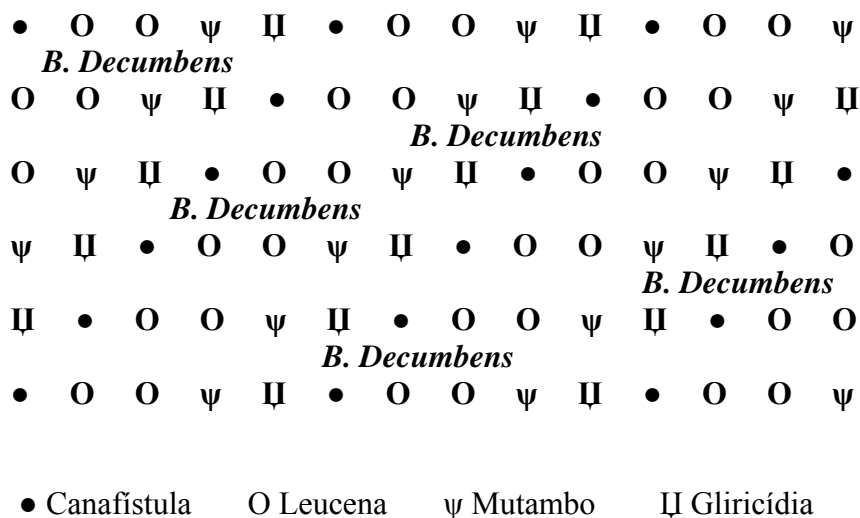 ● O O ψ Џ ● O O ψ Џ ● O O ψ
B. Decumbens
O O ψ Џ ● O O ψ Џ ● O O ψ Џ
B. Decumbens
O ψ Џ ● O O ψ Џ ● O O ψ Џ ●
B. Decumbens
ψ Џ ● O O ψ Џ ● O O ψ Џ ● O
B. Decumbens
Џ ● O O ψ Џ ● O O ψ Џ ● O O
B. Decumbens
● O O ψ Џ ● O O ψ Џ ● O O ψ
● Canafístula O Leucena ψ Mutambo Џ Gliricídia